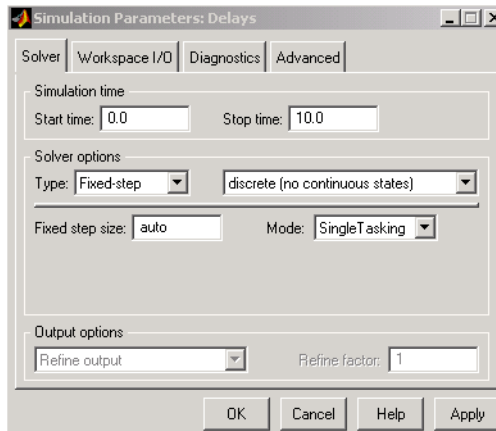 Simulation Parameters: Delays
Solver Workspace I/O Diagnostics Advanced
Simulation time
Start time: 0.0 Stop time: 10.0
Solver options
Type: Fixed-step discrete (no continuous states)
Fixed step size: auto Mode: SingleTasking
Output options
Refine output Refine factor: 1
OK Cancel Help Apply